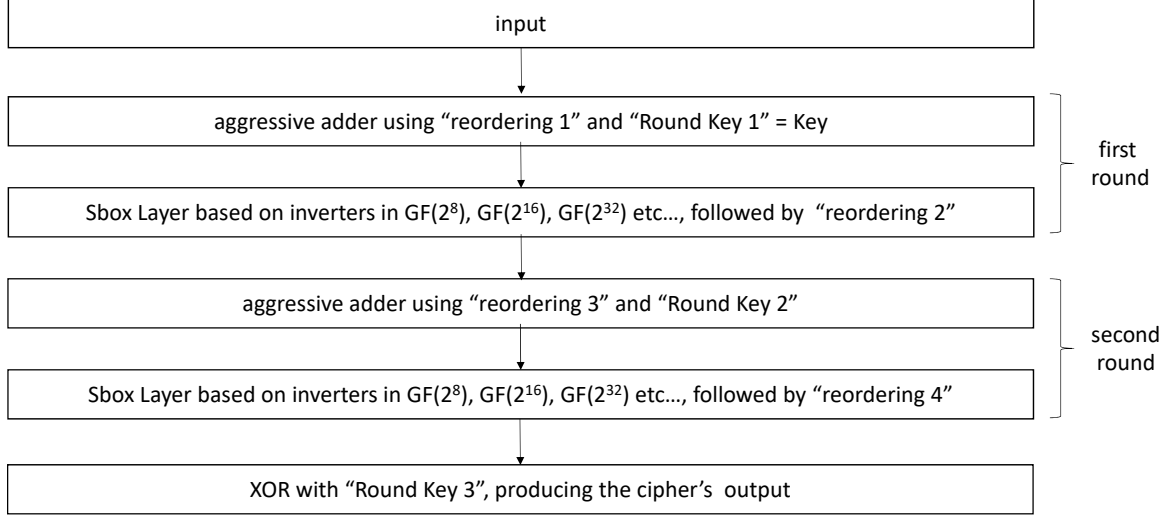 input
aggressive adder using “reordering 1” and “Round Key 1” = Key
first
round
Sbox Layer based on inverters in GF(2⁸), GF(2¹⁶), GF(2³²) etc…, followed by “reordering 2”
aggressive adder using “reordering 3” and “Round Key 2”
second
round
Sbox Layer based on inverters in GF(2⁸), GF(2¹⁶), GF(2³²) etc…, followed by “reordering 4”
XOR with “Round Key 3”, producing the cipher’s output